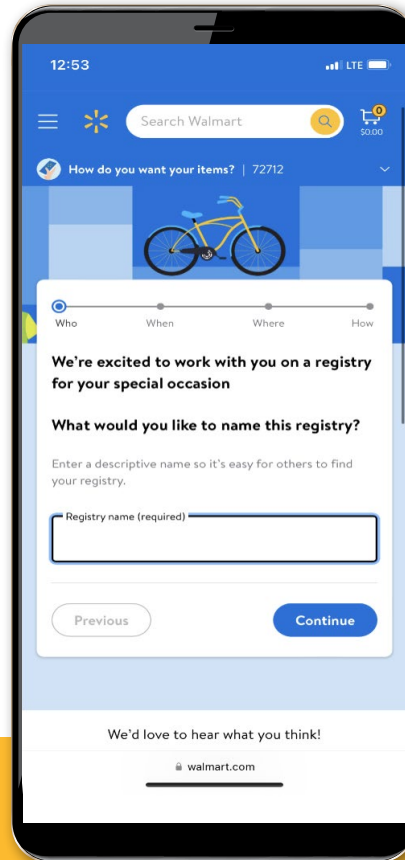 12:53
LTE
Search Walmart
0
$0.00
How do you want your items? | 72712
Who When Where How
We're excited to work with you on a registry
for your special occasion
What would you like to name this registry?
Enter a descriptive name so it's easy for others to find
your registry.
Registry name (required)
Previous Continue
We'd love to hear what you think!
walmart.com